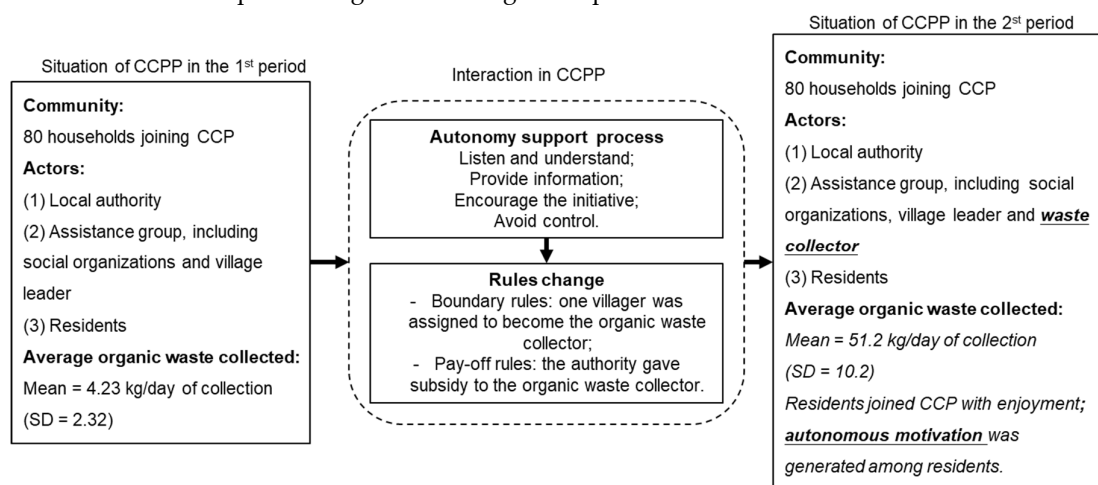 Situation of CCPP in the 1st period
Community:
80 households joining CCP
Actors:
(1) Local authority
(2) Assistance group, including
social organizations and village
leader
(3) Residents
Average organic waste collected:
Mean = 4.23 kg/day of collection
(SD = 2.32)
Interaction in CCPP
Autonomy support process
Listen and understand;
Provide information;
Encourage the initiative;
Avoid control.
Rules change
- Boundary rules: one villager was
assigned to become the organic waste
collector;
- Pay-off rules: the authority gave
subsidy to the organic waste collector.
Situation of CCPP in the 2st period
Community:
80 households joining CCP
Actors:
(1) Local authority
(2) Assistance group, including social
organizations, village leader and waste
collector
(3) Residents
Average organic waste collected:
Mean = 51.2 kg/day of collection
(SD = 10.2)
Residents joined CCP with enjoyment;
autonomous motivation was
generated among residents.